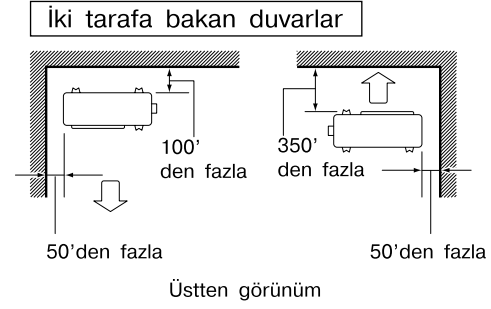 İki tarafa bakan duvarlar
100'
den fazla
350'
den fazla
50'den fazla
50'den fazla
Üstten görünüm